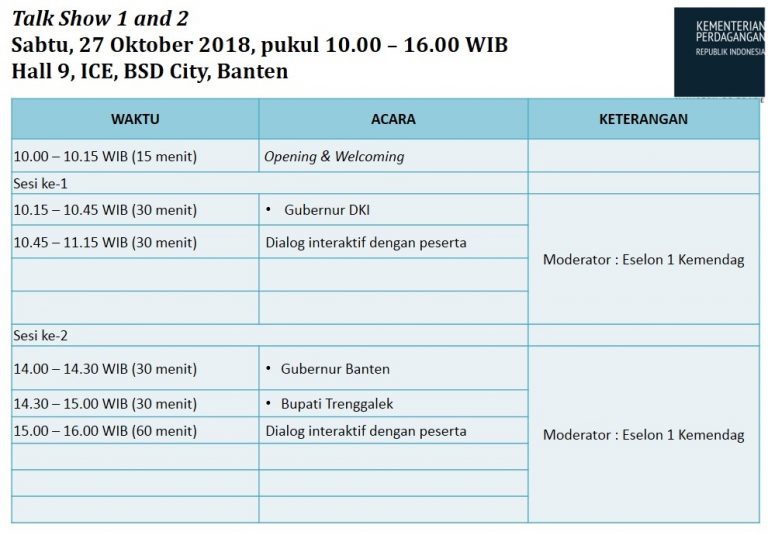 Talk Show 1 and 2
Sabtu, 27 Oktober 2018, pukul 10.00 – 16.00 WIB
Hall 9, ICE, BSD City, Banten
KEMENTERIAN
PERDAGANGAN
REPUBLIK INDONESIA
WAKTU ACARA KETERANGAN
10.00 – 10.15 WIB (15 menit) Opening & Welcoming
Sesi ke-1
10.15 – 10.45 WIB (30 menit) • Gubernur DKI
10.45 – 11.15 WIB (30 menit) Dialog interaktif dengan peserta
Moderator : Eselon 1 Kemendag
Sesi ke-2
14.00 – 14.30 WIB (30 menit) • Gubernur Banten
14.30 – 15.00 WIB (30 menit) • Bupati Trenggalek
15.00 – 16.00 WIB (60 menit) Dialog interaktif dengan peserta
Moderator : Eselon 1 Kemendag